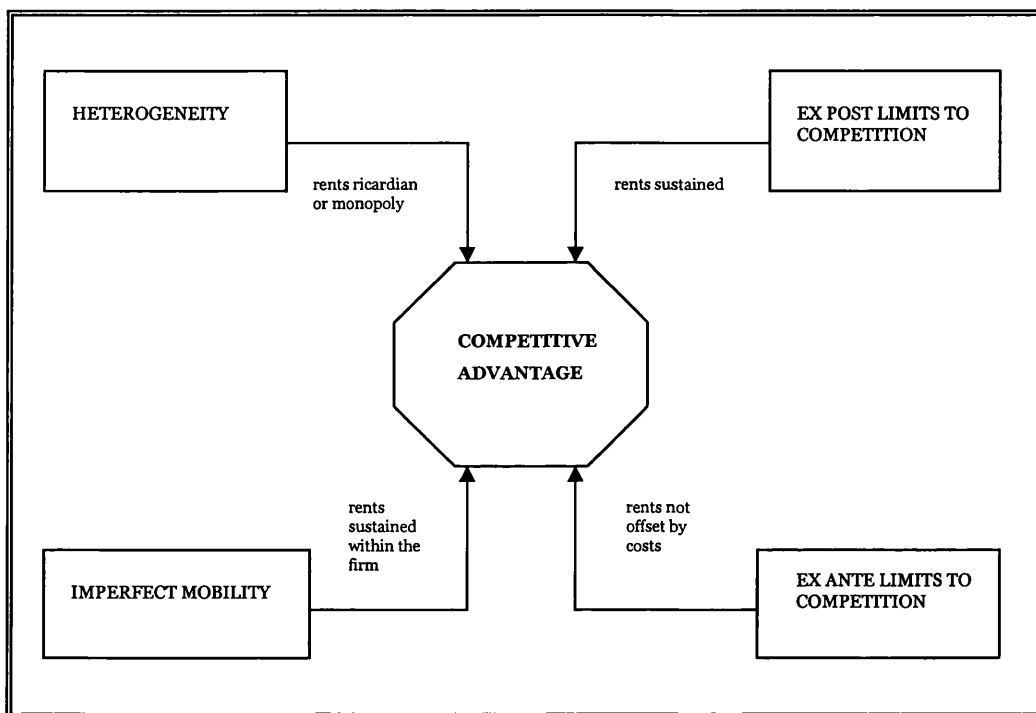 HETEROGENEITY
EX POST LIMITS TO
COMPETITION
rents ricardian
or monopoly
rents sustained
COMPETITIVE
ADVANTAGE
rents
sustained
within the
firm
rents not
offset by
costs
IMPERFECT MOBILITY
EX ANTE LIMITS TO
COMPETITION